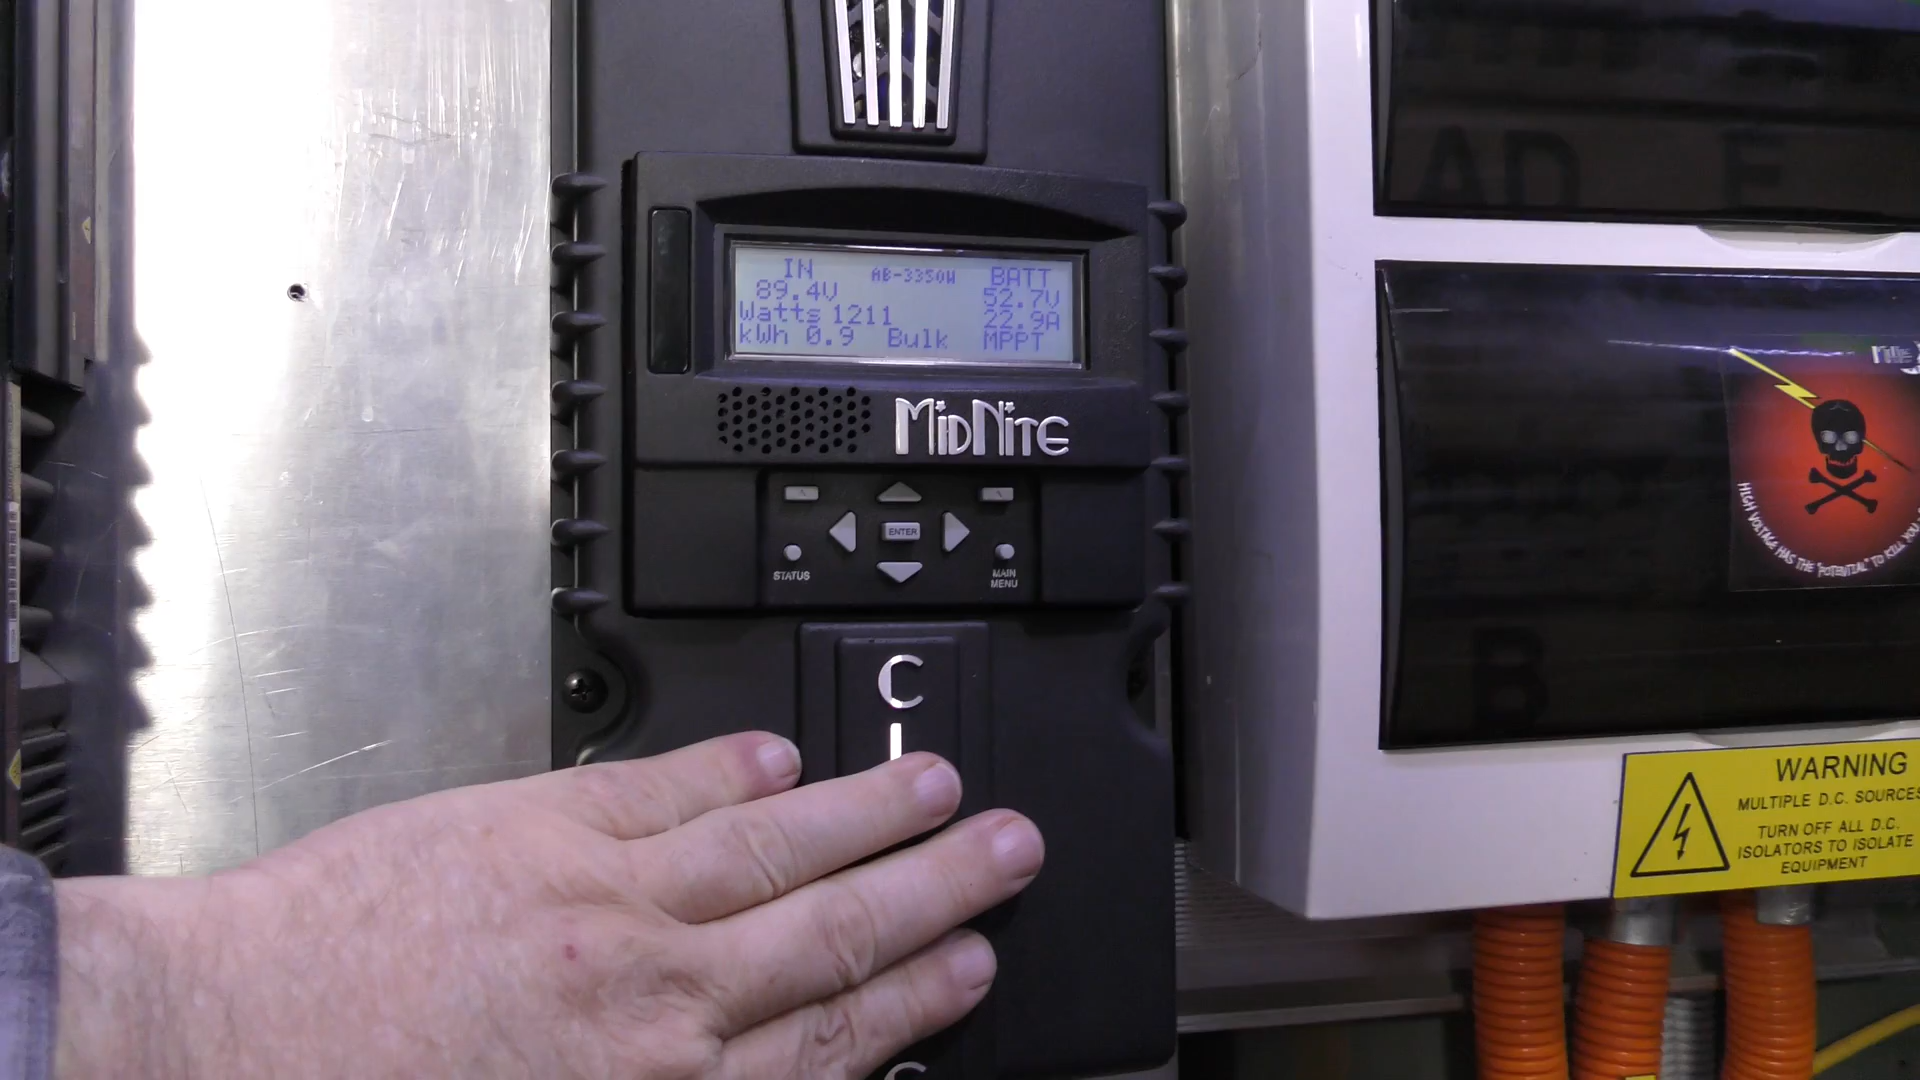 IN AB-3350W BATT
89.4V 52.7V
Watts 1211 22.9A
kWh 0.9 Bulk MPPT
MidNite
ENTER
STATUS
MAIN
MENU
C
AD E
HIGH VOLTAGE HAS THE "POTENTIAL" TO KILL YOU
B
WARNING
MULTIPLE D.C. SOURCES
TURN OFF ALL D.C.
ISOLATORS TO ISOLATE
EQUIPMENT